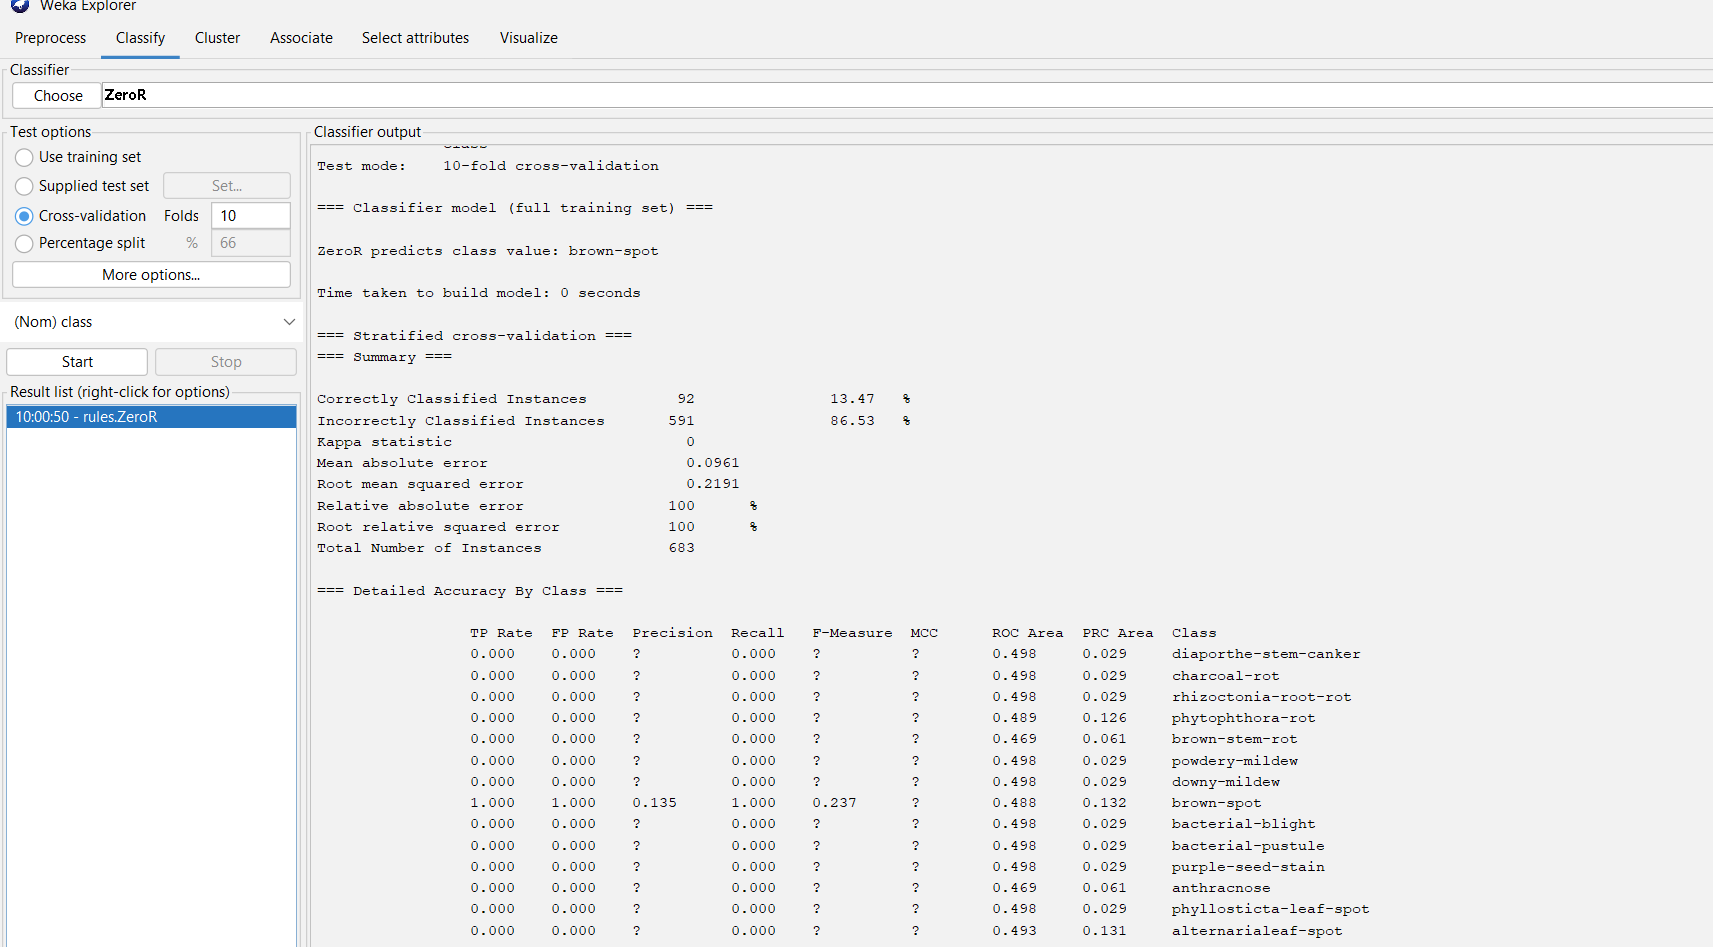 Weka Explorer
Preprocess Classify Cluster Associate Select attributes Visualize
Classifier
Choose ZeroR
Test options
Use training set
Supplied test set Set...
Cross-validation Folds 10
Percentage split % 66
More options...
(Nom) class
Start Stop
Result list (right-click for options)
10:00:50 - rules.ZeroR
Classifier output
Test mode: 10-fold cross-validation
=== Classifier model (full training set) ===
ZeroR predicts class value: brown-spot
Time taken to build model: 0 seconds
=== Stratified cross-validation ===
=== Summary ===
Correctly Classified Instances 92 13.47 %
Incorrectly Classified Instances 591 86.53 %
Kappa statistic 0
Mean absolute error 0.0961
Root mean squared error 0.2191
Relative absolute error 100 %
Root relative squared error 100 %
Total Number of Instances 683
=== Detailed Accuracy By Class ===
TP Rate FP Rate Precision Recall F-Measure MCC ROC Area PRC Area Class
0.000 0.000 ? 0.000 ? ? 0.498 0.029 diaporthe-stem-canker
0.000 0.000 ? 0.000 ? ? 0.498 0.029 charcoal-rot
0.000 0.000 ? 0.000 ? ? 0.498 0.029 rhizoctonia-root-rot
0.000 0.000 ? 0.000 ? ? 0.489 0.126 phytophthora-rot
0.000 0.000 ? 0.000 ? ? 0.469 0.061 brown-stem-rot
0.000 0.000 ? 0.000 ? ? 0.498 0.029 powdery-mildew
0.000 0.000 ? 0.000 ? ? 0.498 0.029 downy-mildew
1.000 1.000 0.135 1.000 0.237 ? 0.488 0.132 brown-spot
0.000 0.000 ? 0.000 ? ? 0.498 0.029 bacterial-blight
0.000 0.000 ? 0.000 ? ? 0.498 0.029 bacterial-pustule
0.000 0.000 ? 0.000 ? ? 0.498 0.029 purple-seed-stain
0.000 0.000 ? 0.000 ? ? 0.469 0.061 anthracnose
0.000 0.000 ? 0.000 ? ? 0.498 0.029 phyllosticta-leaf-spot
0.000 0.000 ? 0.000 ? ? 0.493 0.131 alternarialeaf-spot